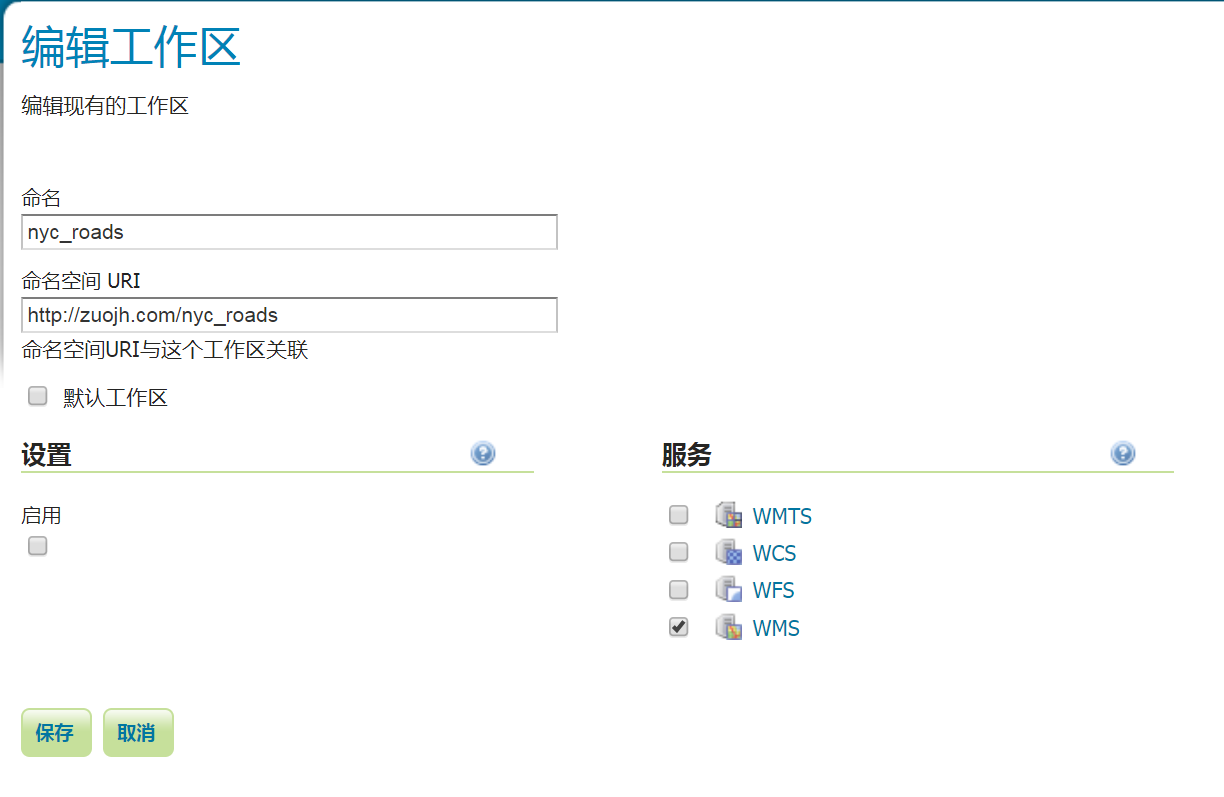 编辑工作区
编辑现有的工作区
命名
nyc_roads
命名空间 URI
http://zuojh.com/nyc_roads
命名空间URI与这个工作区关联
默认工作区
设置
服务
启用
WMTS
WCS
WFS
WMS
保存
取消